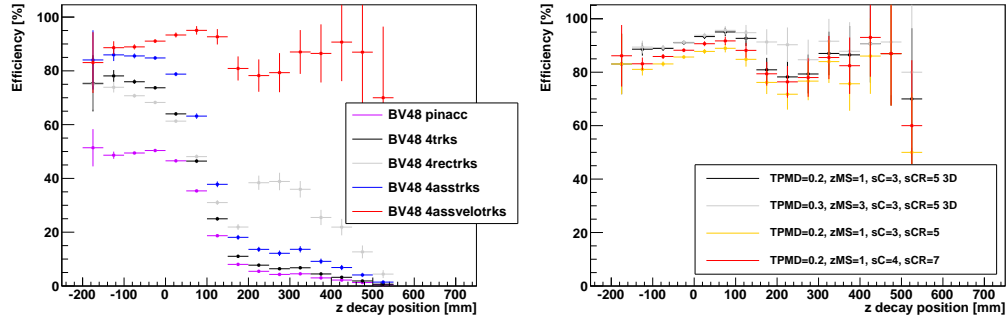 Efficiency [%]
100
80
60
40
20
0
BV48 pinacc
BV48 4trks
BV48 4rectrks
BV48 4asstrks
BV48 4assvelotrks
-200 -100 0 100 200 300 400 500 600 700
z decay position [mm]
Efficiency [%]
100
80
60
40
20
0
TPMD=0.2, zMS=1, sC=3, sCR=5 3D
TPMD=0.3, zMS=3, sC=3, sCR=5 3D
TPMD=0.2, zMS=1, sC=3, sCR=5
TPMD=0.2, zMS=1, sC=4, sCR=7
-200 -100 0 100 200 300 400 500 600 700
z decay position [mm]